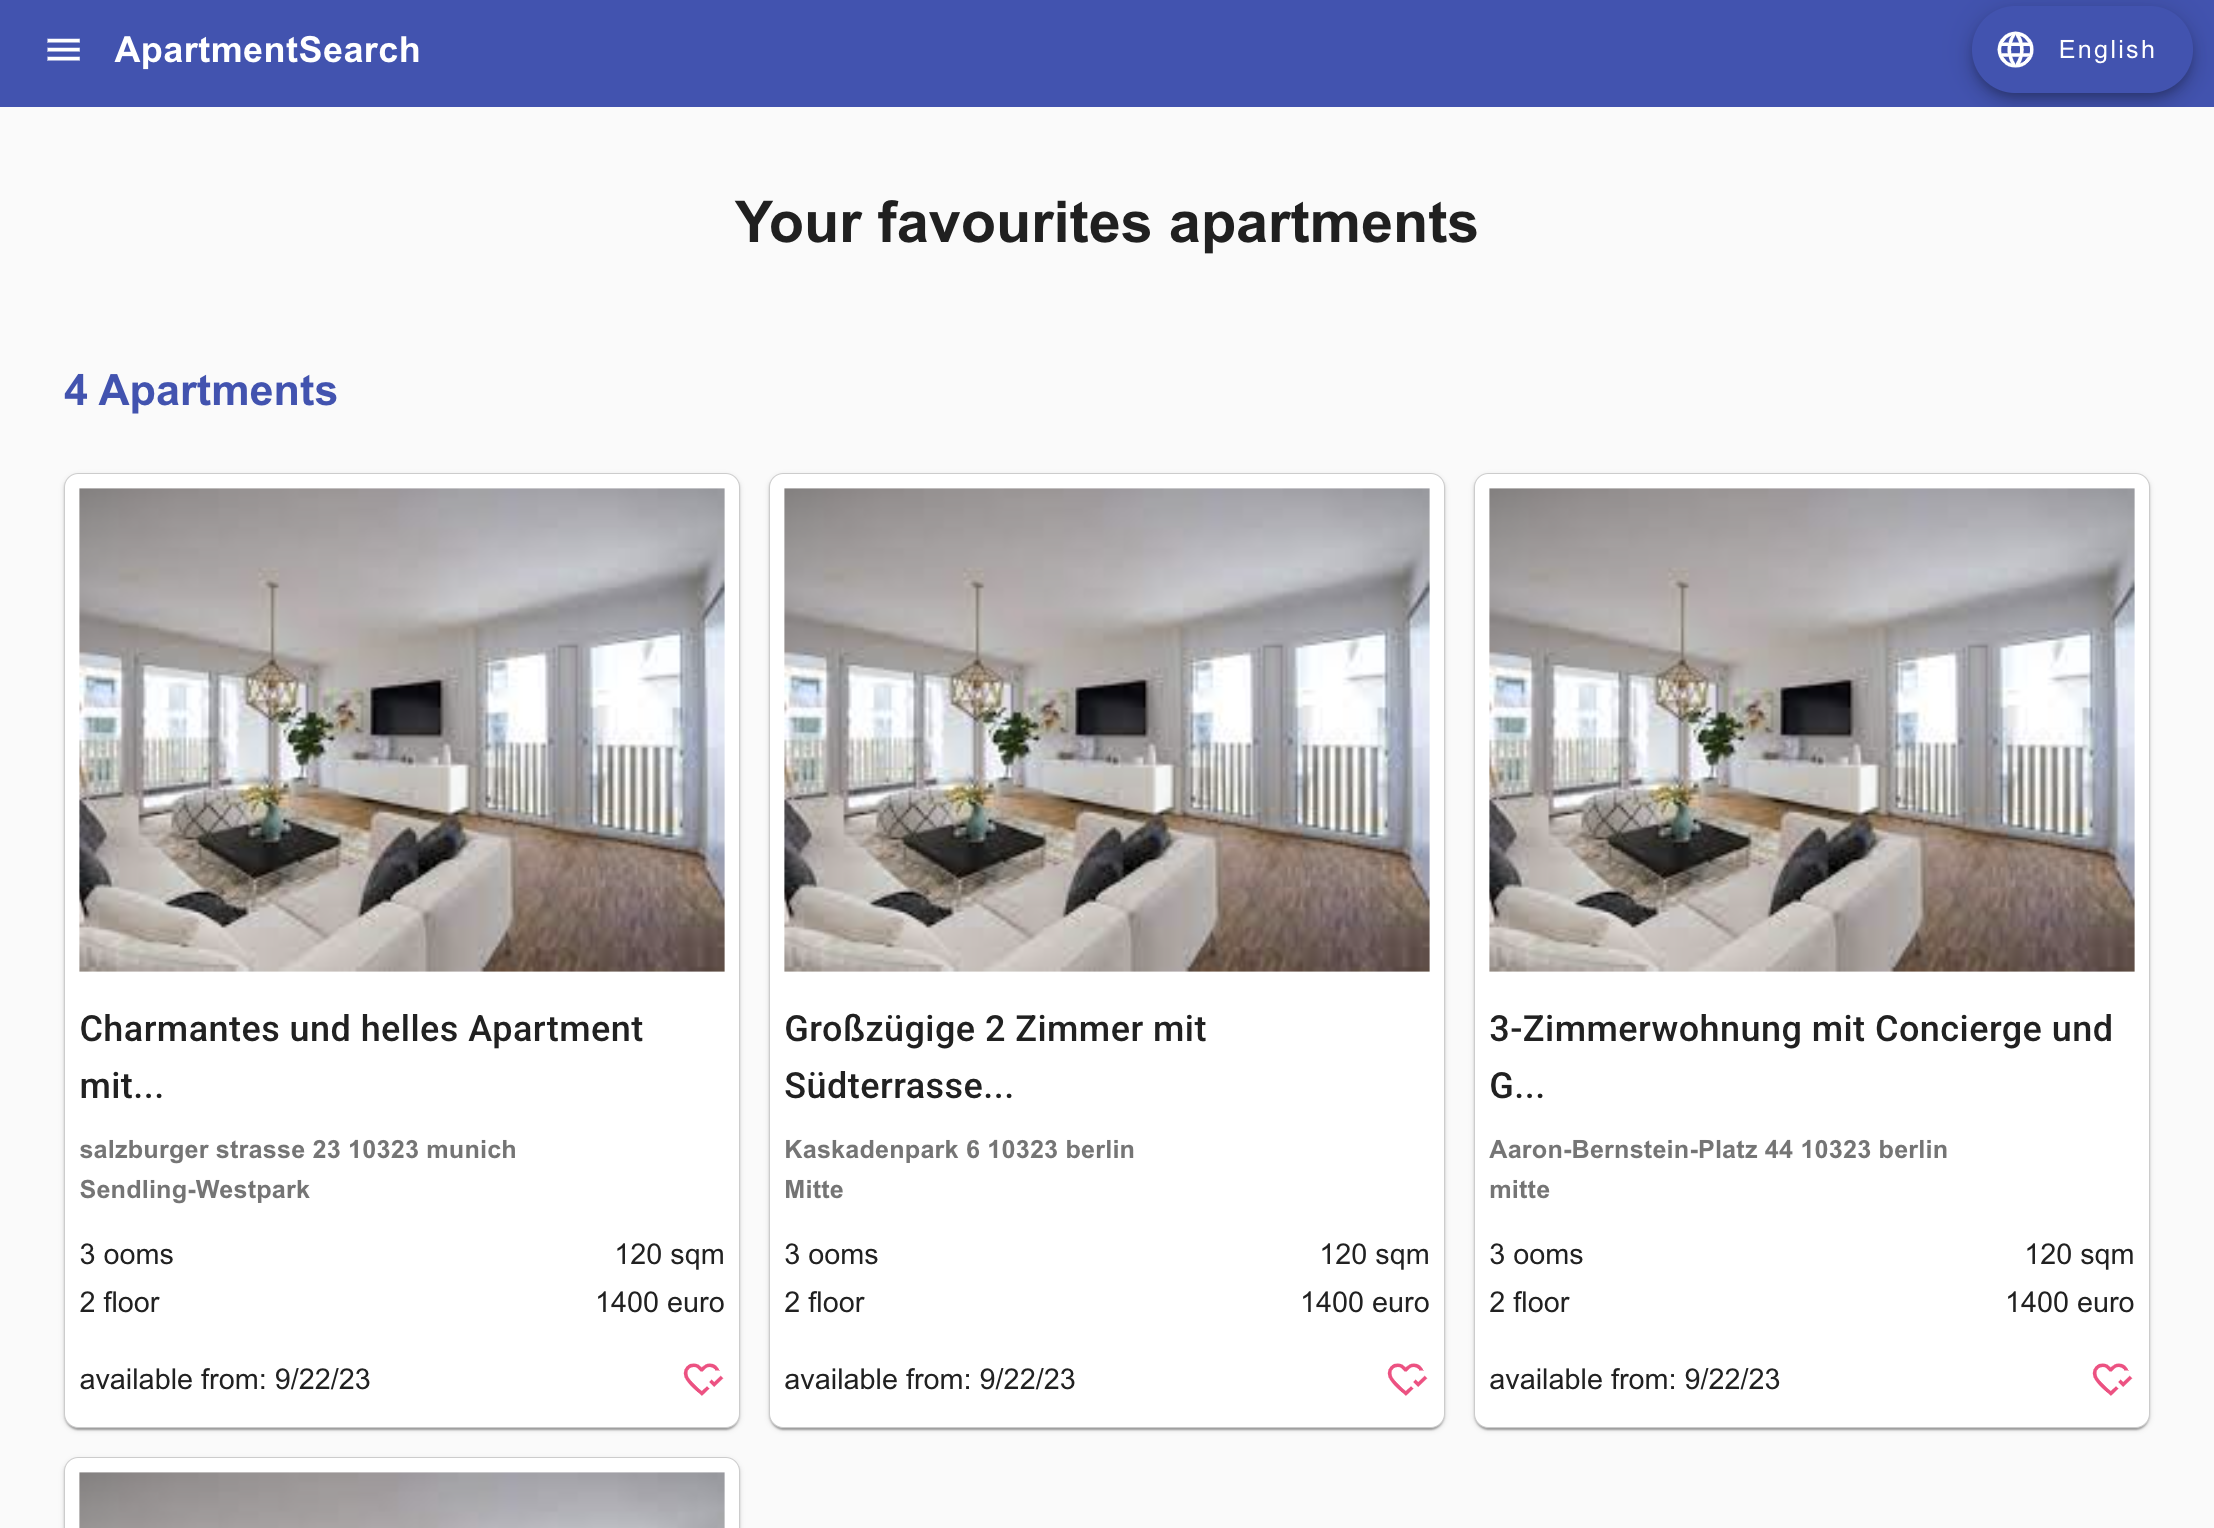 ApartmentSearch
English
Your favourites apartments
4 Apartments
Charmantes und helles Apartment
mit...
salzburger strasse 23 10323 munich
Sendling-Westpark
3 ooms
120 sqm
2 floor
1400 euro
available from: 9/22/23
Großzügige 2 Zimmer mit
Südterrasse...
Kaskadenpark 6 10323 berlin
Mitte
3 ooms
120 sqm
2 floor
1400 euro
available from: 9/22/23
3-Zimmerwohnung mit Concierge und
G...
Aaron-Bernstein-Platz 44 10323 berlin
mitte
3 ooms
120 sqm
2 floor
1400 euro
available from: 9/22/23